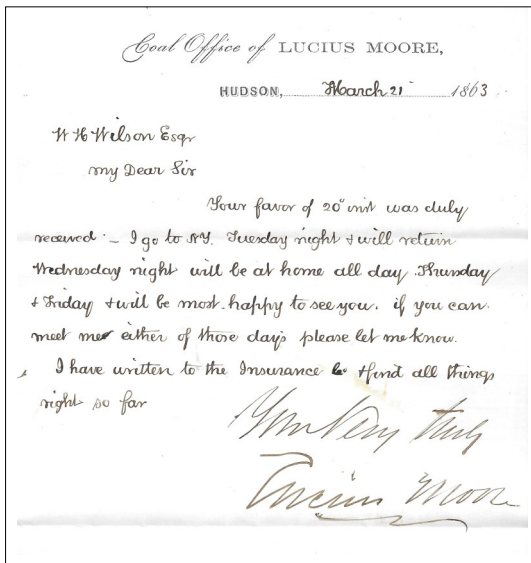 Coal Office of LUCIUS MOORE,
HUDSON, March 21 1863
W H Wilson Esqr
My Dear Sir
Your favor of 20" inst was duly
received. – I go to N.Y. Tuesday night & will return
Wednesday night will be at home all day Thursday
& Friday & will be most happy to see you. if you can
meet me either of those days please let me know.
I have written to the Insurance & find all things
right so far
Yours Very Truly
Lucius Moore